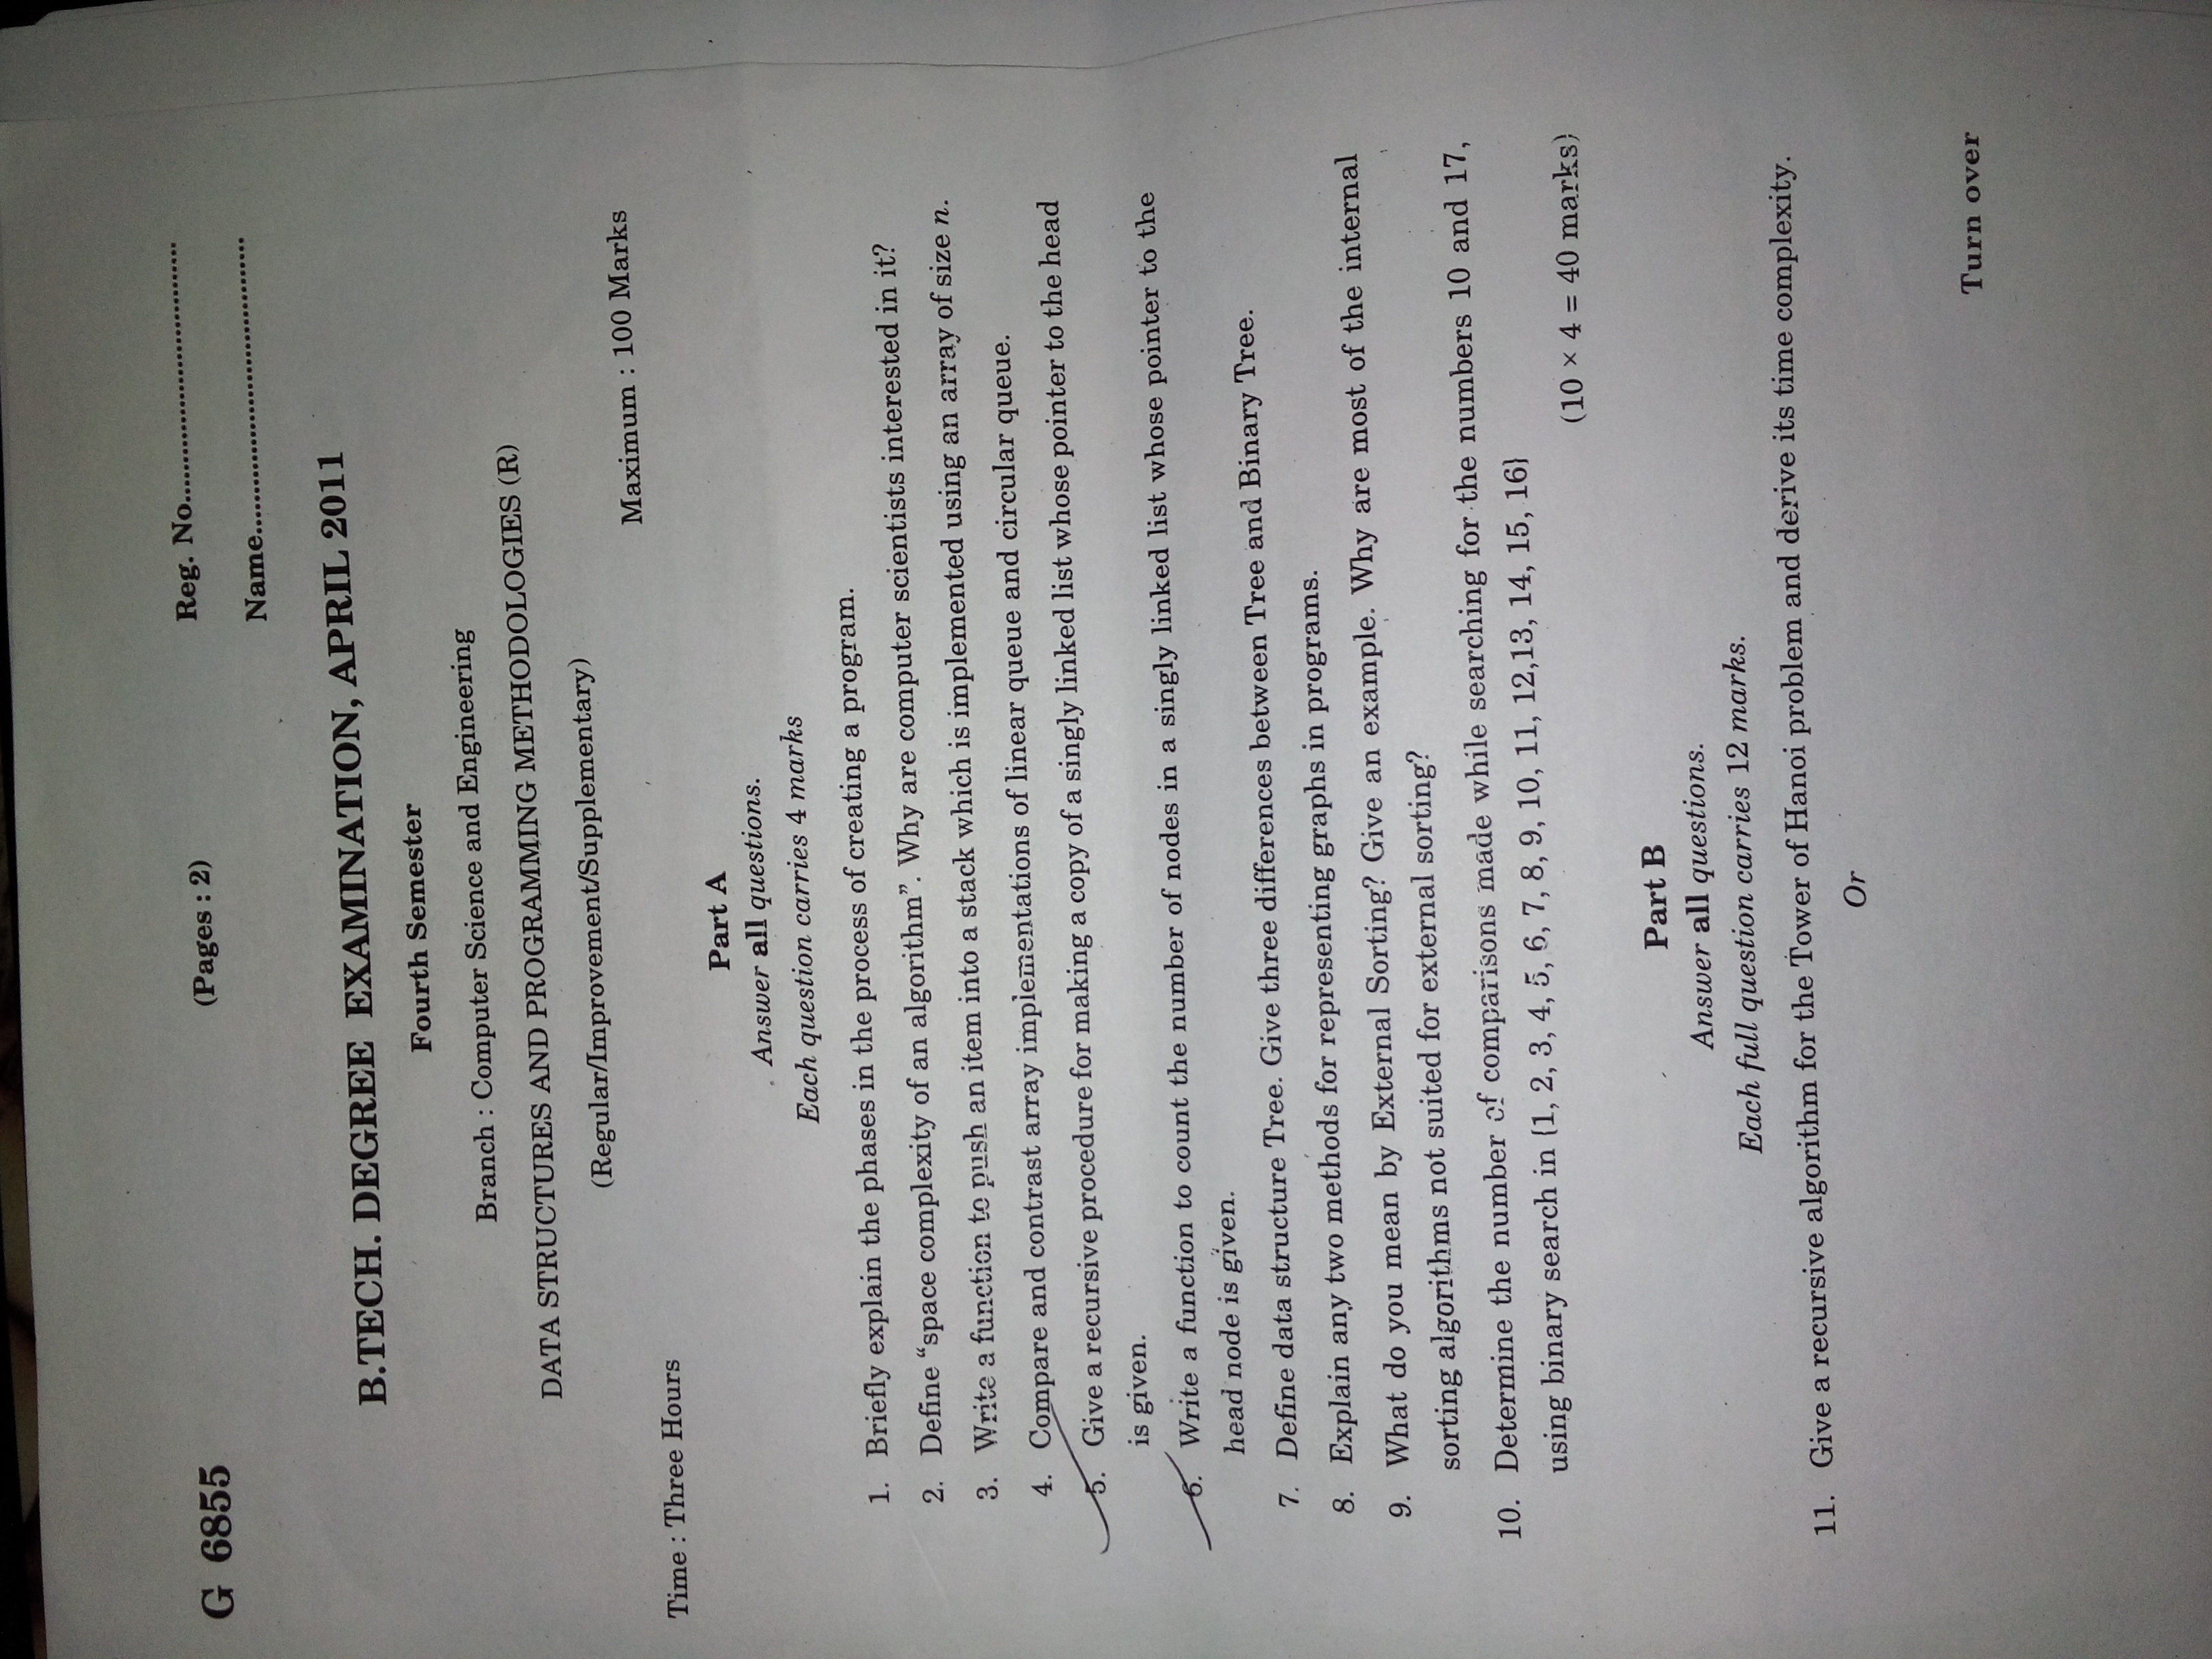 G 6855
(Pages : 2)
Reg. No....................................
Name.........................................
B.TECH. DEGREE EXAMINATION, APRIL 2011
Fourth Semester
Branch : Computer Science and Engineering
DATA STRUCTURES AND PROGRAMMING METHODOLOGIES (R)
(Regular/Improvement/Supplementary)
Time : Three Hours
Maximum : 100 Marks
Part A
Answer all questions.
Each question carries 4 marks
1. Briefly explain the phases in the process of creating a program.
2. Define “space complexity of an algorithm”. Why are computer scientists interested in it?
3. Write a function to push an item into a stack which is implemented using an array of size n.
4. Compare and contrast array implementations of linear queue and circular queue.
5. Give a recursive procedure for making a copy of a singly linked list whose pointer to the head
is given.
6. Write a function to count the number of nodes in a singly linked list whose pointer to the
head node is given.
7. Define data structure Tree. Give three differences between Tree and Binary Tree.
8. Explain any two methods for representing graphs in programs.
9. What do you mean by External Sorting? Give an example. Why are most of the internal
sorting algorithms not suited for external sorting?
10. Determine the number of comparisons made while searching for the numbers 10 and 17,
using binary search in {1, 2, 3, 4, 5, 6, 7, 8, 9, 10, 11, 12,13, 14, 15, 16}
(10 × 4 = 40 marks)
Part B
Answer all questions.
Each full question carries 12 marks.
11. Give a recursive algorithm for the Tower of Hanoi problem and derive its time complexity.
Or
Turn over